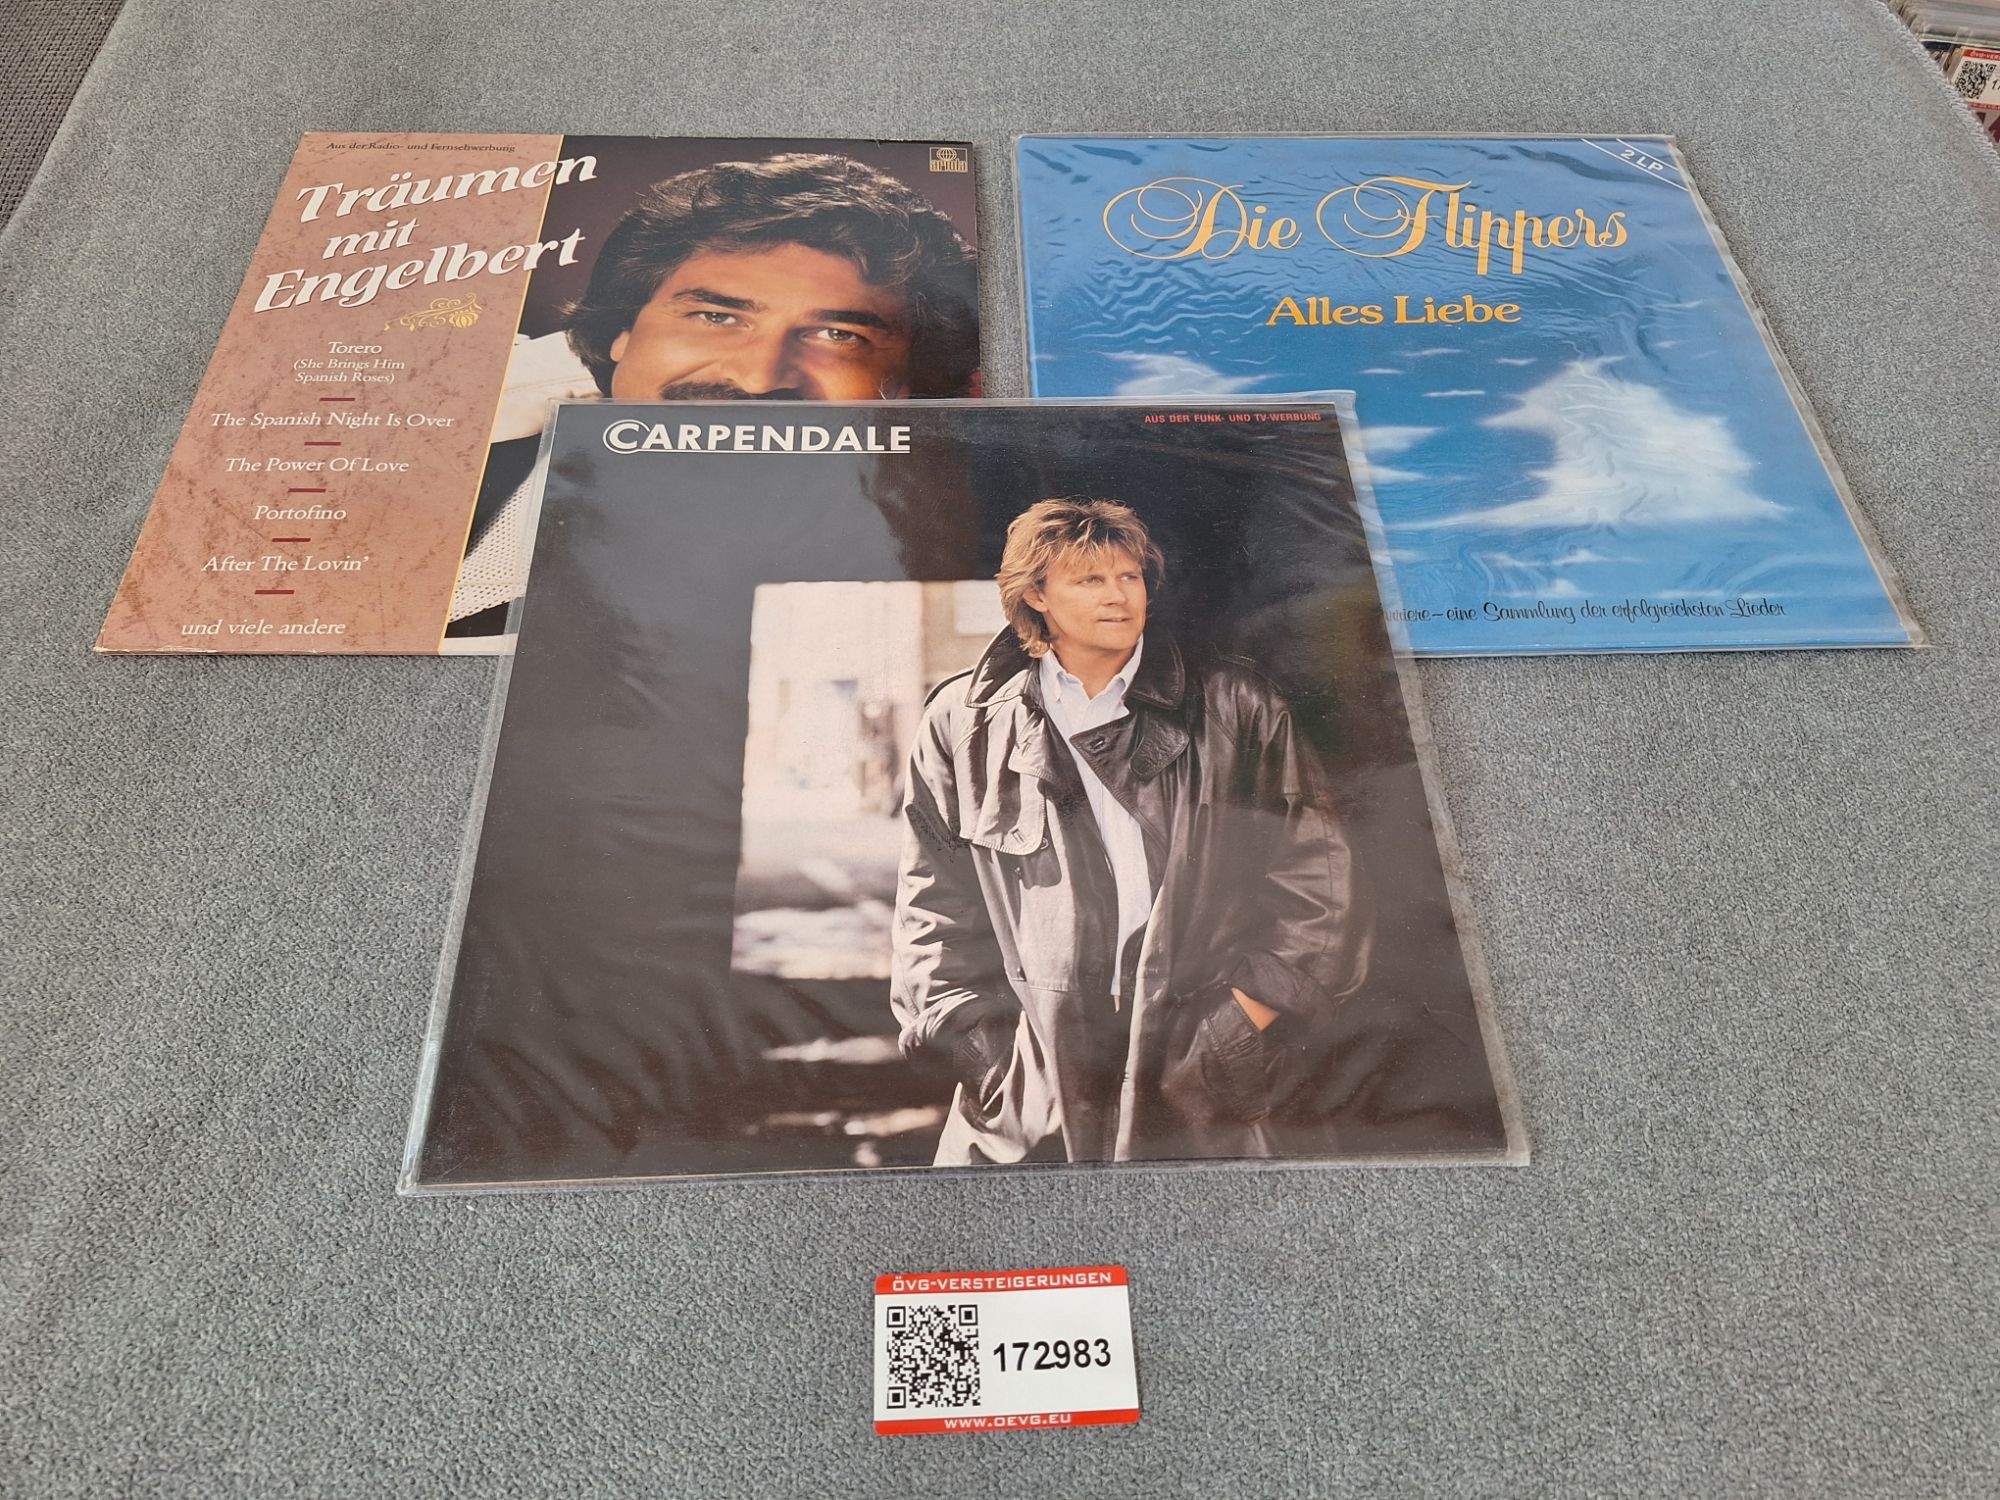 Aus der Radio- und Fernsehwerbung
Träumen
mit
Engelbert
Torero
(She Brings Him
Spanish Roses)
The Spanish Night Is Over
The Power Of Love
Portofino
After The Lovin'
und viele andere
ariola
2 LP
Die Flippers
Alles Liebe
eine Sammlung der erfolgreichsten Lieder
CARPENDALE
AUS DER FUNK- UND TV-WERBUNG
ÖVG-VERSTEIGERUNGEN
172983
WWW.OEVG.EU